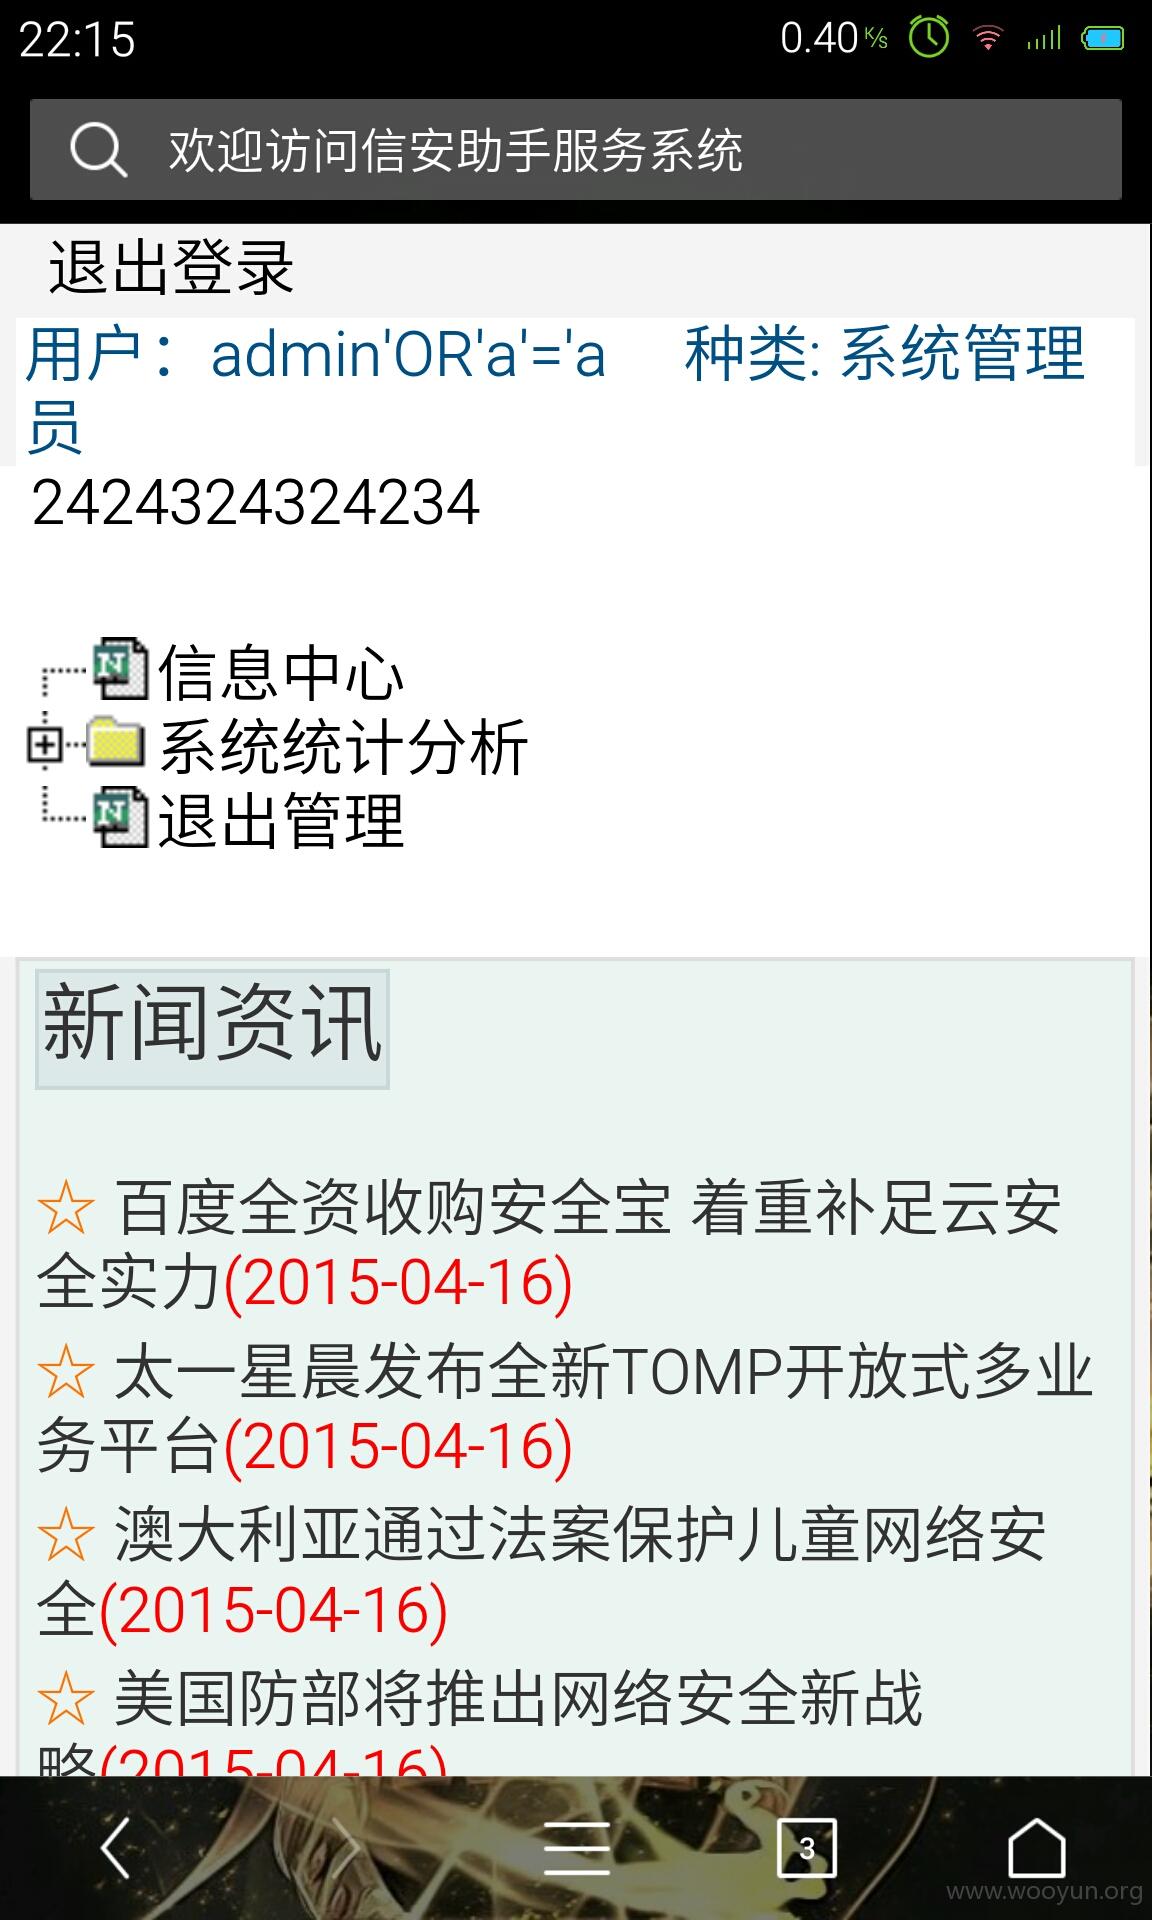 22:15
0.40 K/s
欢迎访问信安助手服务系统
退出登录
用户：admin'OR'a'='a 种类: 系统管理
员
2424324324234
信息中心
系统统计分析
退出管理
新闻资讯
☆ 百度全资收购安全宝 着重补足云安
全实力(2015-04-16)
☆ 太一星晨发布全新TOMP开放式多业
务平台(2015-04-16)
☆ 澳大利亚通过法案保护儿童网络安
全(2015-04-16)
☆ 美国防部将推出网络安全新战
略(2015-04-16)
3
www.wooyun.org